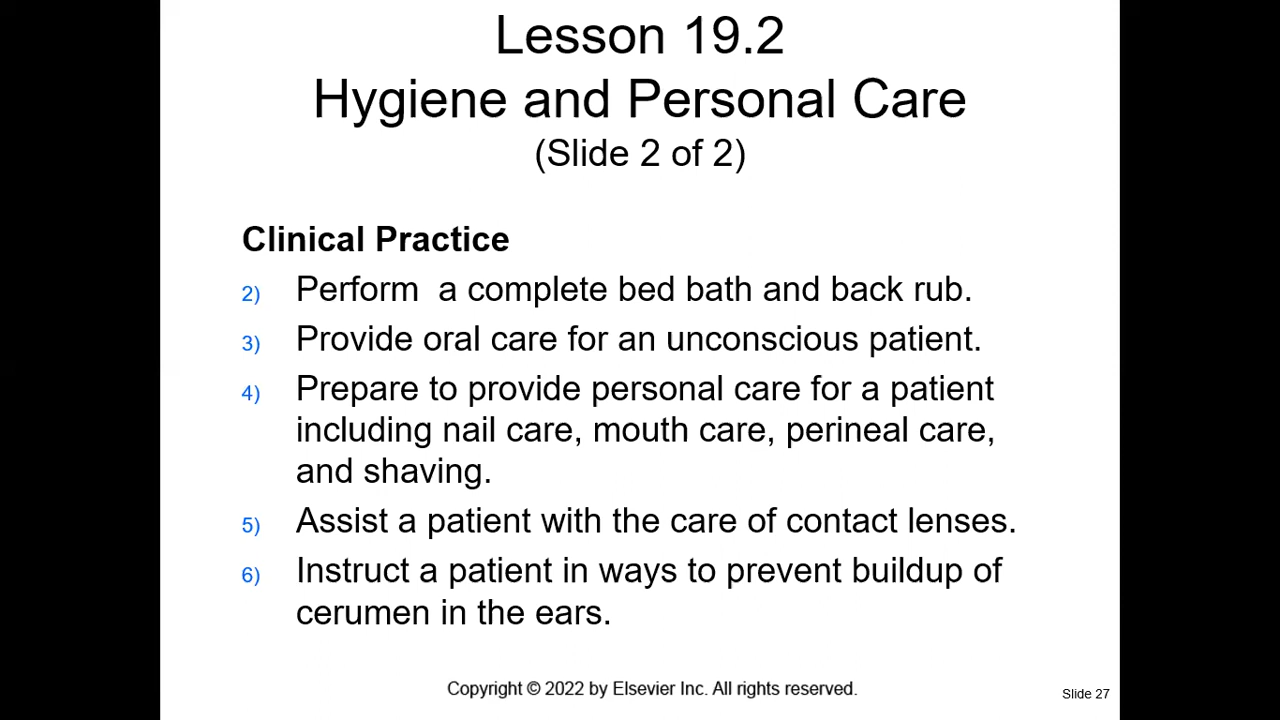 Lesson 19.2
Hygiene and Personal Care
(Slide 2 of 2)
Clinical Practice
2) Perform  a complete bed bath and back rub.
3) Provide oral care for an unconscious patient.
4) Prepare to provide personal care for a patient
including nail care, mouth care, perineal care,
and shaving.
5) Assist a patient with the care of contact lenses.
6) Instruct a patient in ways to prevent buildup of
cerumen in the ears.
Copyright © 2022 by Elsevier Inc. All rights reserved.
Slide 27